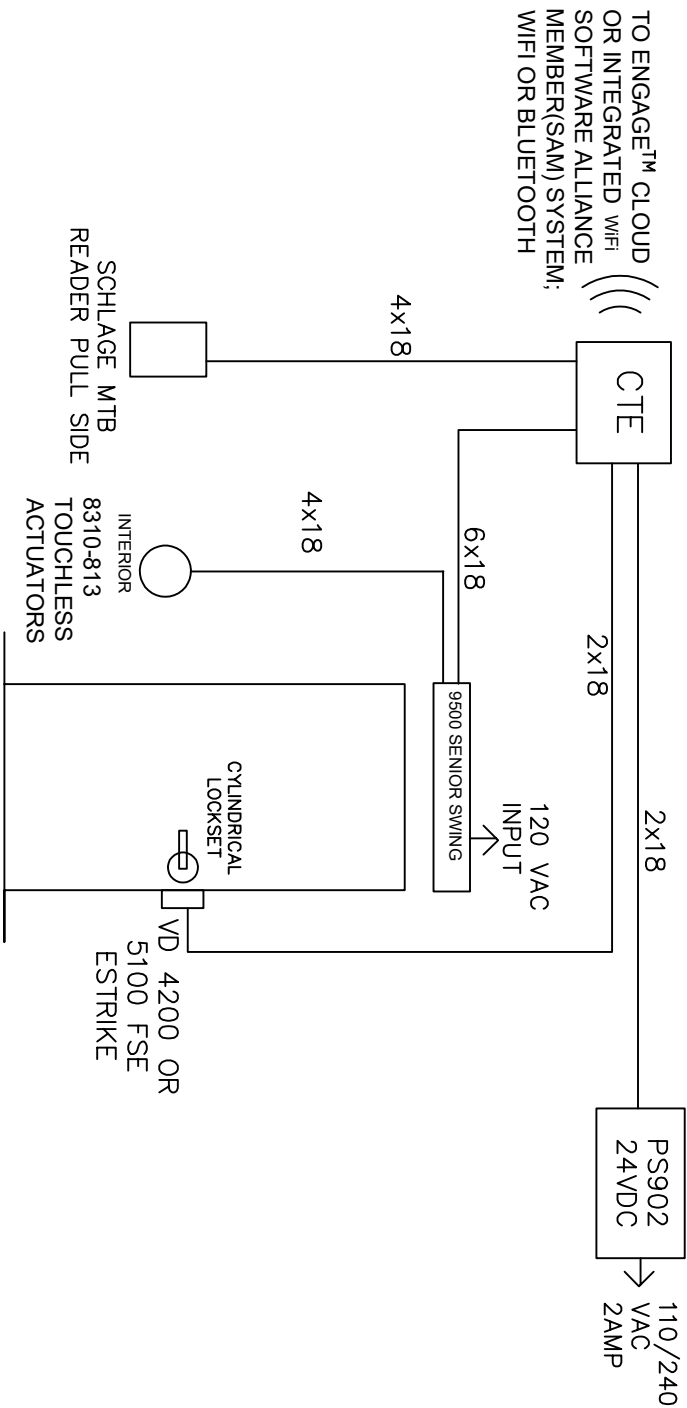 TO ENGAGE™ CLOUD
OR INTEGRATED WiFi
SOFTWARE ALLIANCE
MEMBER(SAM) SYSTEM;
WIFI OR BLUETOOTH
CTE
2x18
PS902
24VDC
110/240
VAC
2AMP
2x18
4x18
6x18
120 VAC
INPUT
9500 SENIOR SWING
4x18
SCHLAGE MTB
READER PULL SIDE
INTERIOR
8310-813
TOUCHLESS
ACTUATORS
CYLINDRICAL
LOCKSET
VD 4200 OR
5100 FSE
ESTRIKE